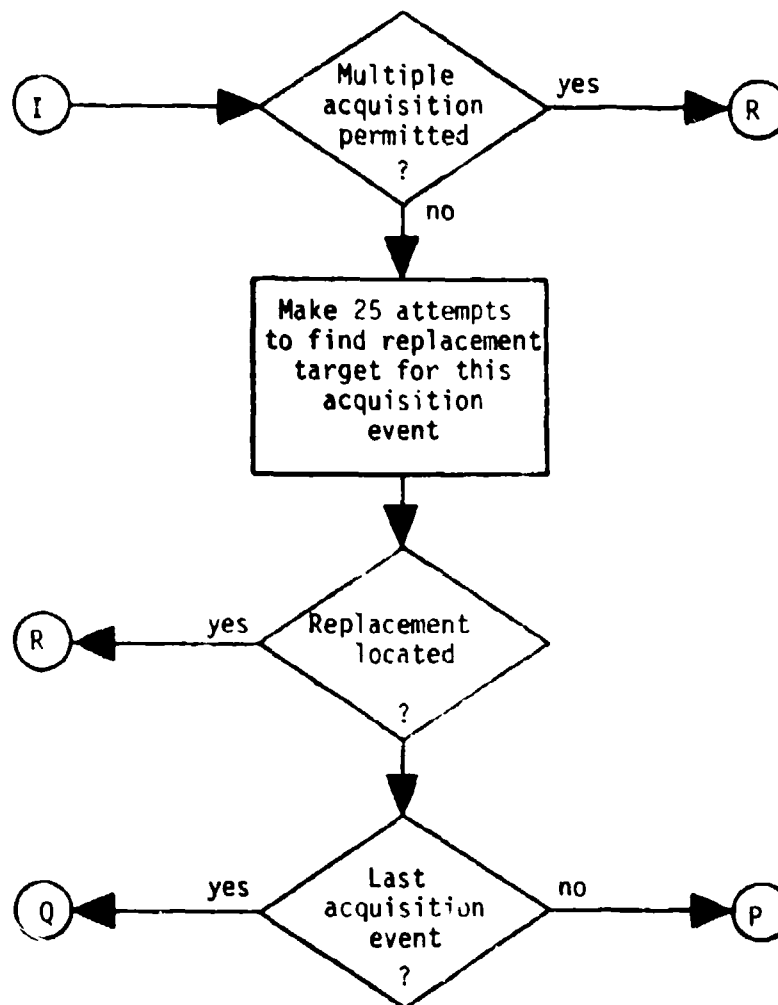 Multiple
acquisition
permitted
?
I
yes
R
no
Make 25 attempts
to find replacement
target for this
acquisition
event
R
yes
Replacement
located
?
Q
yes
Last
acquisition
event
?
no
P